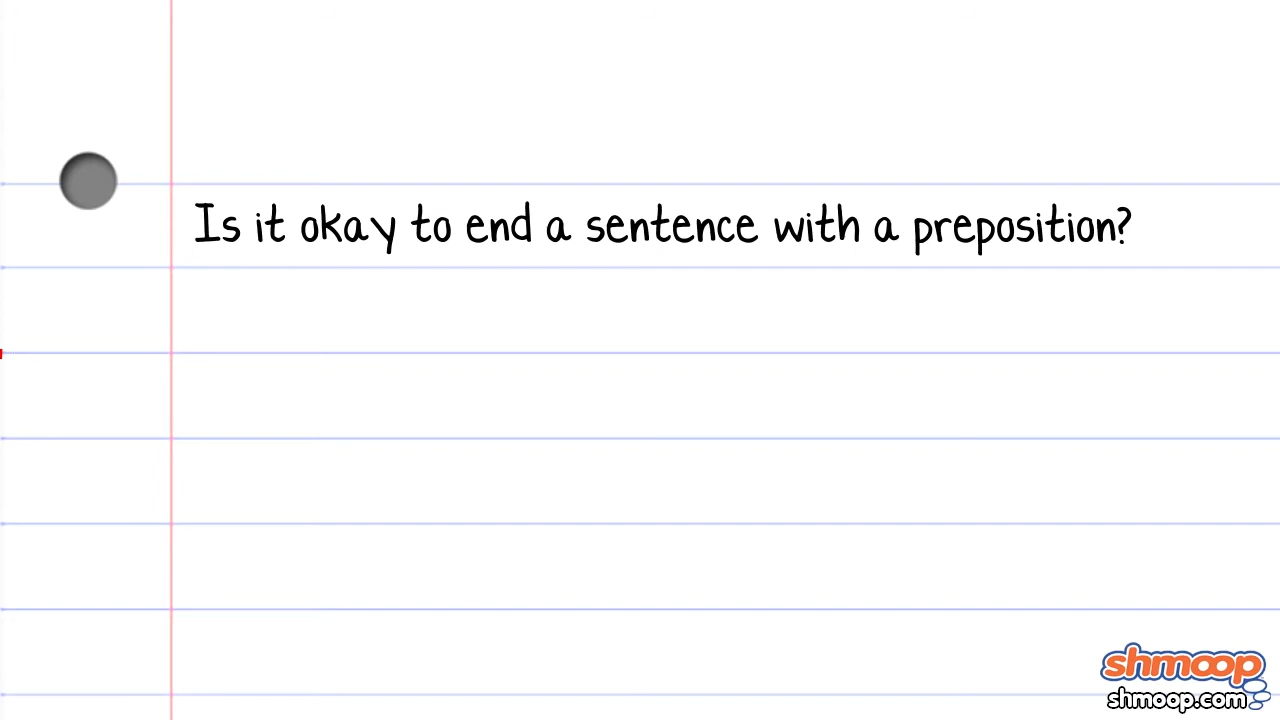 Is it okay to end a sentence with a preposition?
shmoop
shmoop.com